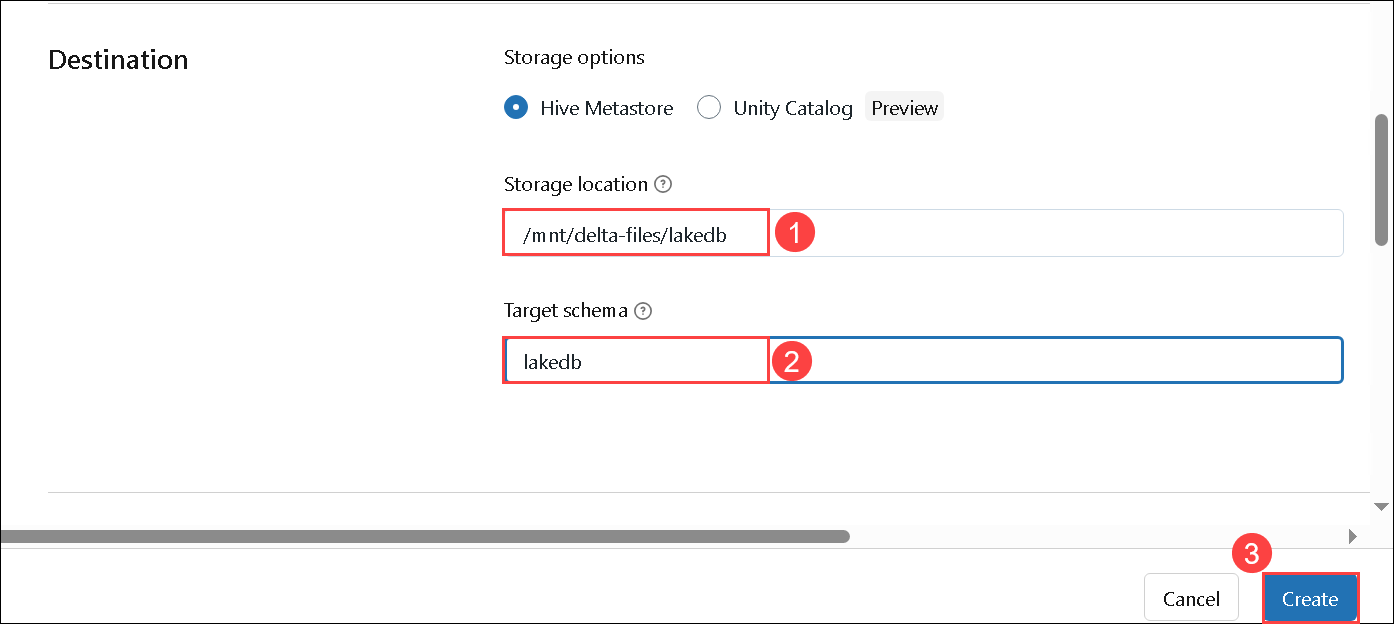 Destination
Storage options
Hive Metastore Unity Catalog Preview
Storage location ?
/mnt/delta-files/lakedb 1
Target schema ?
lakedb 2
3
Cancel Create